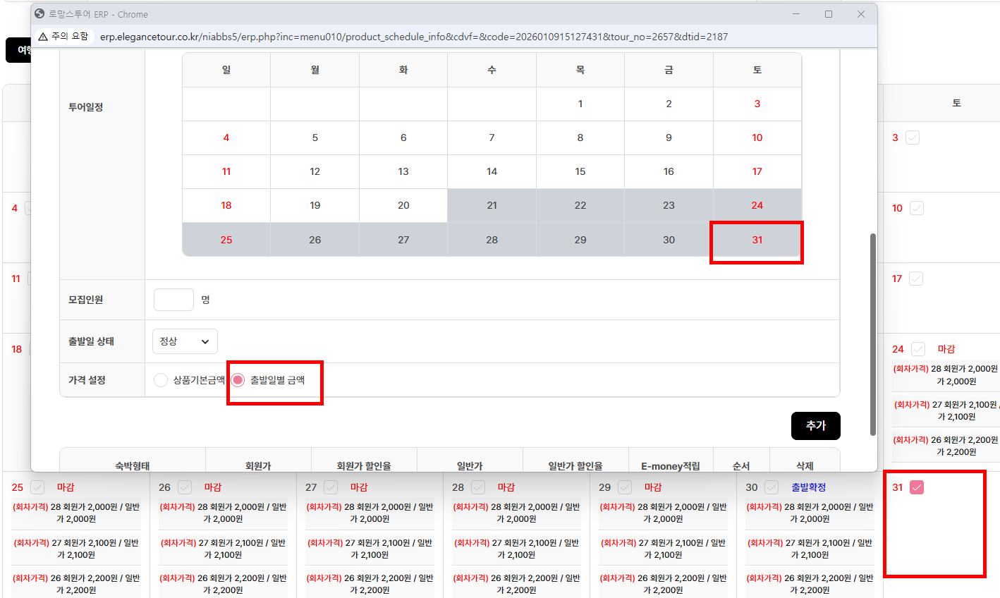 로망스투어 ERP - Chrome
주의 요함 erp.elegancetour.co.kr/niabbs5/erp.php?inc=menu010/product_schedule_info&cdvf=&code=2026010915127431&tour_no=2657&dtid=2187
여행
일 월 화 수 목 금 토
투어일정
1 2 3
4 5 6 7 8 9 10
11 12 13 14 15 16 17
18 19 20 21 22 23 24
25 26 27 28 29 30 31
모집인원 명
출발일 상태 정상
가격 설정 상품기본금액 출발일별 금액
추가
숙박형태 회원가 회원가 할인율 일반가 일반가 할인율 E-money적립 순서 삭제
토
3
4 10
11 17
18 24 마감
(회차가격) 28 회원가 2,000원
가 2,000원
(회차가격) 27 회원가 2,100원 /
가 2,100원
(회차가격) 26 회원가 2,200원
가 2,200원
25 마감 26 마감 27 마감 28 마감 29 마감 30 출발확정 31
(회차가격) 28 회원가 2,000원 / 일반 (회차가격) 28 회원가 2,000원 / 일반 (회차가격) 28 회원가 2,000원 / 일반 (회차가격) 28 회원가 2,000원 / 일반 (회차가격) 28 회원가 2,000원 / 일반 (회차가격) 28 회원가 2,000원 / 일반
가 2,000원 가 2,000원 가 2,000원 가 2,000원 가 2,000원 가 2,000원
(회차가격) 27 회원가 2,100원 / 일반 (회차가격) 27 회원가 2,100원 / 일반 (회차가격) 27 회원가 2,100원 / 일반 (회차가격) 27 회원가 2,100원 / 일반 (회차가격) 27 회원가 2,100원 / 일반 (회차가격) 27 회원가 2,100원 / 일반
가 2,100원 가 2,100원 가 2,100원 가 2,100원 가 2,100원 가 2,100원
(회차가격) 26 회원가 2,200원 / 일반 (회차가격) 26 회원가 2,200원 / 일반 (회차가격) 26 회원가 2,200원 / 일반 (회차가격) 26 회원가 2,200원 / 일반 (회차가격) 26 회원가 2,200원 / 일반 (회차가격) 26 회원가 2,200원 / 일반
가 2,200원 가 2,200원 가 2,200원 가 2,200원 가 2,200원 가 2,200원